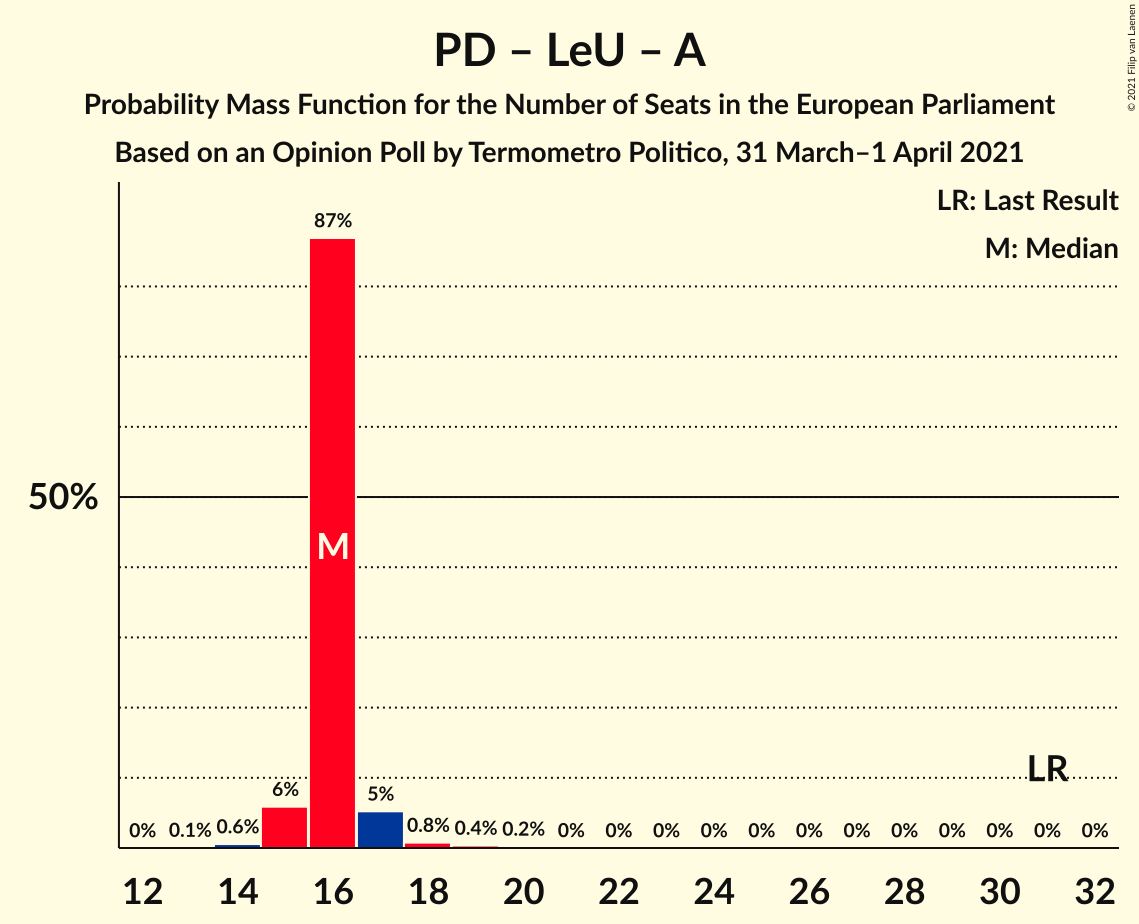 PD – LeU – A
Probability Mass Function for the Number of Seats in the European Parliament
Based on an Opinion Poll by Termometro Politico, 31 March–1 April 2021
© 2021 Filip van Laenen
LR: Last Result
M: Median
87%
50%
M
LR
6%
5%
0% 0.1% 0.6% 0.8% 0.4% 0.2% 0% 0% 0% 0% 0% 0% 0% 0% 0% 0% 0% 0%
12 14 16 18 20 22 24 26 28 30 32